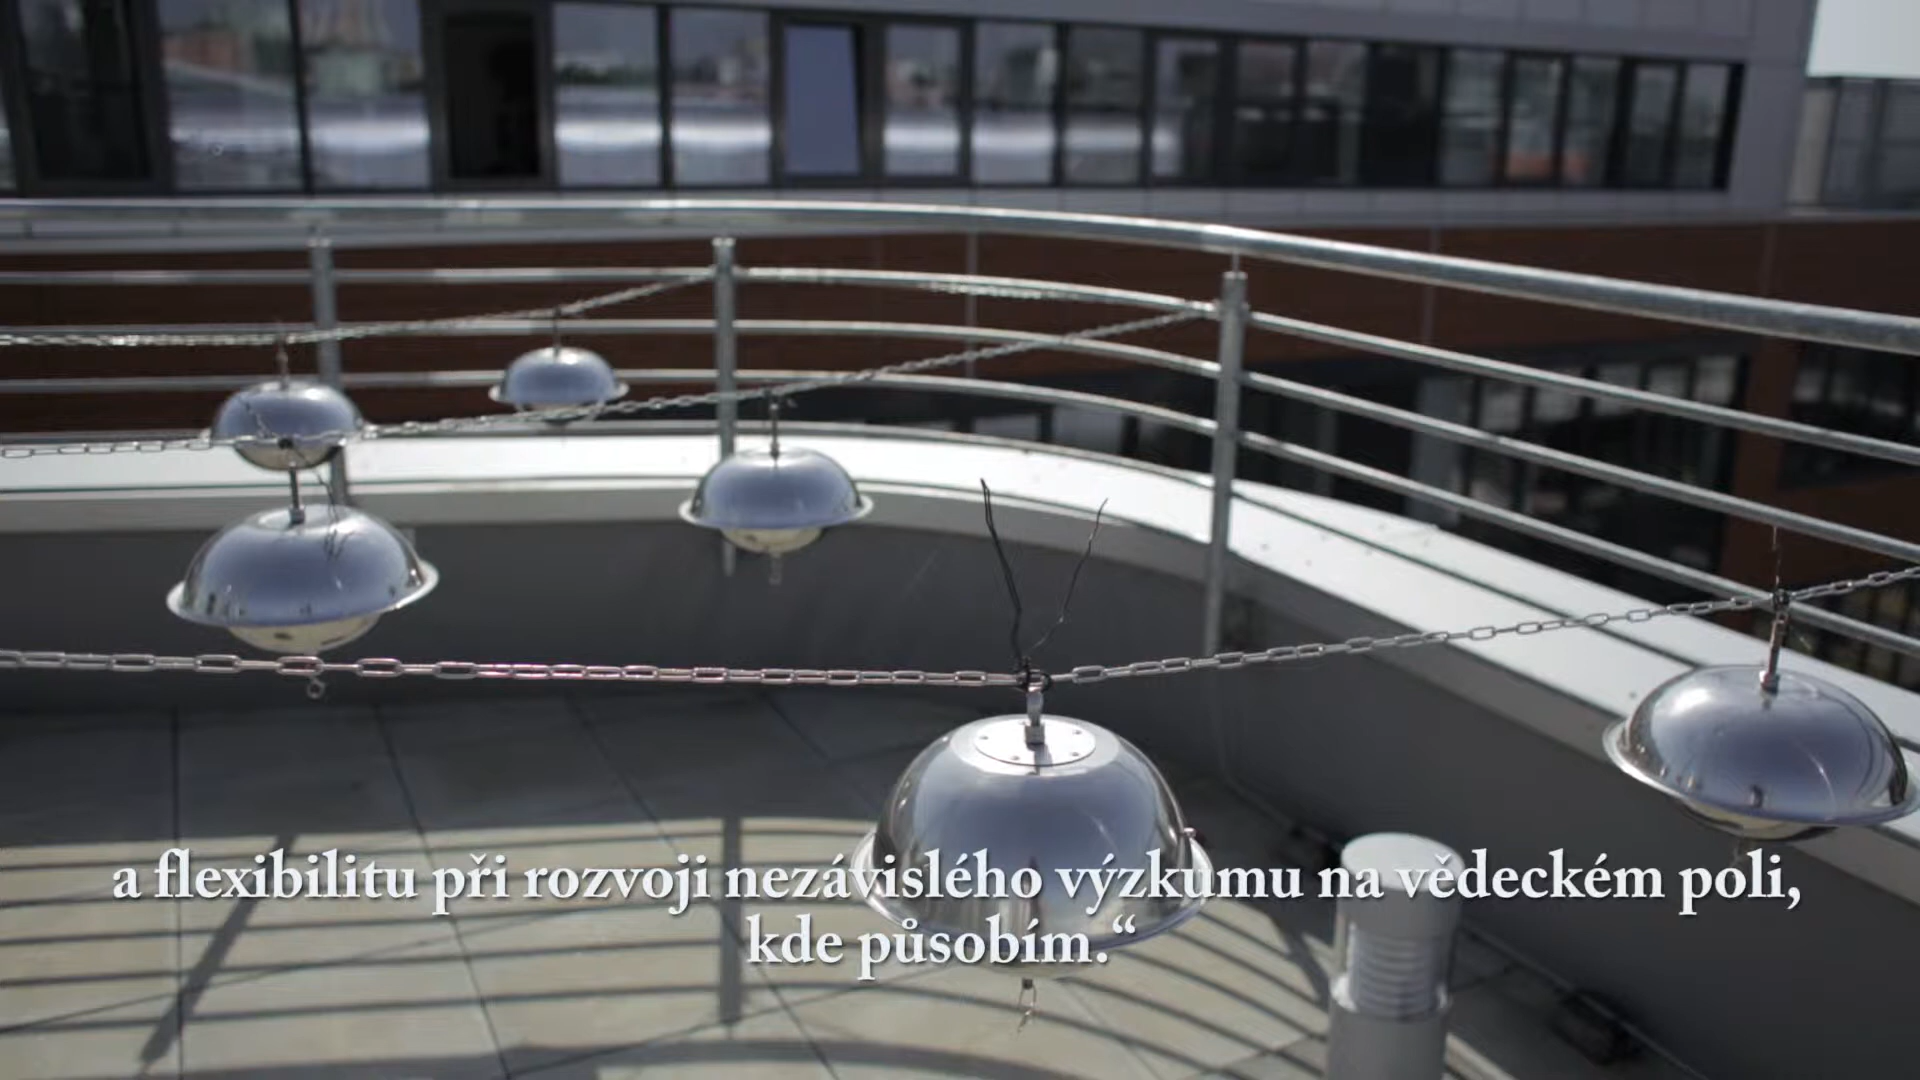 a flexibilitu při rozvoji nezávislého výzkumu na vědeckém poli,
kde působím.“